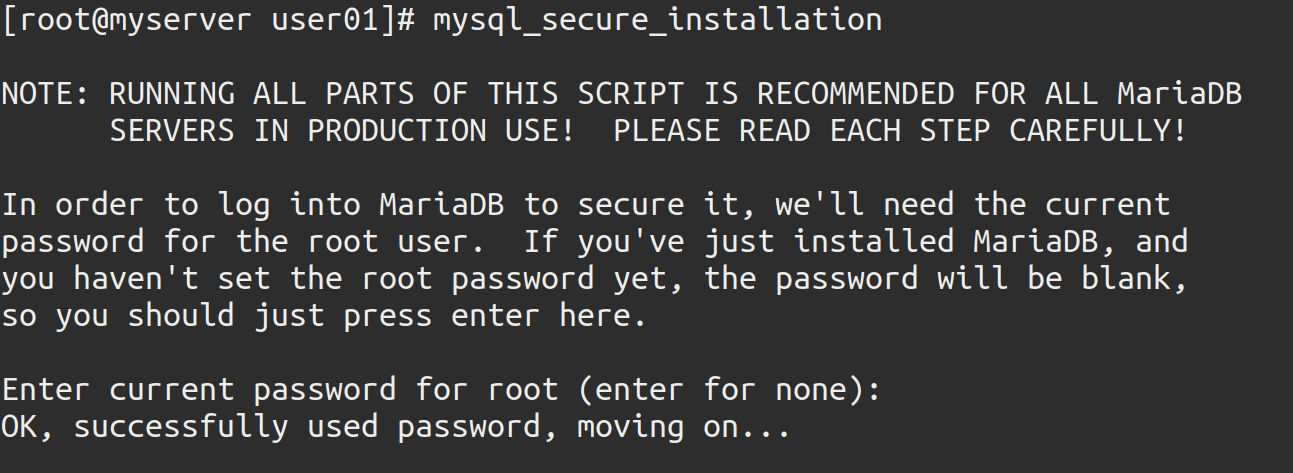 [root@myserver user01]# mysql_secure_installation
NOTE: RUNNING ALL PARTS OF THIS SCRIPT IS RECOMMENDED FOR ALL MariaDB
SERVERS IN PRODUCTION USE!  PLEASE READ EACH STEP CAREFULLY!
In order to log into MariaDB to secure it, we'll need the current
password for the root user.  If you've just installed MariaDB, and
you haven't set the root password yet, the password will be blank,
so you should just press enter here.
Enter current password for root (enter for none):
OK, successfully used password, moving on...